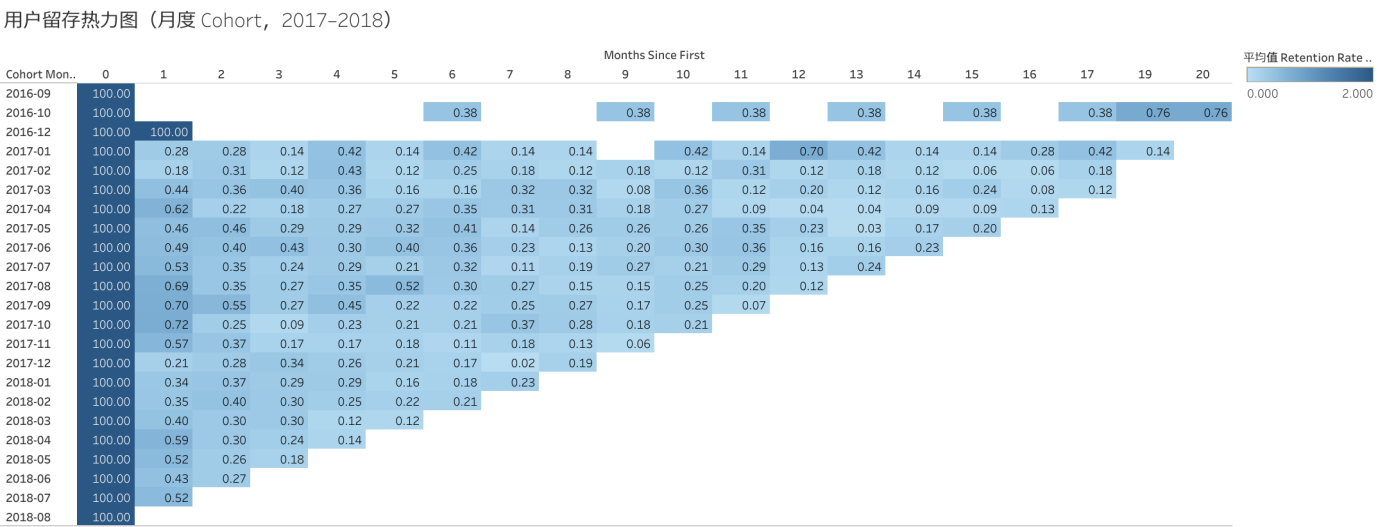 用户留存热力图（月度 Cohort，2017–2018）
Months Since First
平均值 Retention Rate ..
Cohort Mon.. 0 1 2 3 4 5 6 7 8 9 10 11 12 13 14 15 16 17 19 20
0.000 2.000
2016-09 100.00
2016-10 100.00 0.38 0.38 0.38 0.38 0.38 0.38 0.76 0.76
2016-12 100.00 100.00
2017-01 100.00 0.28 0.28 0.14 0.42 0.14 0.42 0.14 0.14 0.42 0.14 0.70 0.42 0.14 0.14 0.28 0.42 0.14
2017-02 100.00 0.18 0.31 0.12 0.43 0.12 0.25 0.18 0.12 0.18 0.12 0.31 0.12 0.18 0.12 0.06 0.06 0.18
2017-03 100.00 0.44 0.36 0.40 0.36 0.16 0.16 0.32 0.32 0.08 0.36 0.12 0.20 0.12 0.16 0.24 0.08 0.12
2017-04 100.00 0.62 0.22 0.18 0.27 0.27 0.35 0.31 0.31 0.18 0.27 0.09 0.04 0.04 0.09 0.09 0.13
2017-05 100.00 0.46 0.46 0.29 0.29 0.32 0.41 0.14 0.26 0.26 0.26 0.35 0.23 0.03 0.17 0.20
2017-06 100.00 0.49 0.40 0.43 0.30 0.40 0.36 0.23 0.13 0.20 0.30 0.36 0.16 0.16 0.23
2017-07 100.00 0.53 0.35 0.24 0.29 0.21 0.32 0.11 0.19 0.27 0.21 0.29 0.13 0.24
2017-08 100.00 0.69 0.35 0.27 0.35 0.52 0.30 0.27 0.15 0.15 0.25 0.20 0.12
2017-09 100.00 0.70 0.55 0.27 0.45 0.22 0.22 0.25 0.27 0.17 0.25 0.07
2017-10 100.00 0.72 0.25 0.09 0.23 0.21 0.21 0.37 0.28 0.18 0.21
2017-11 100.00 0.57 0.37 0.17 0.17 0.18 0.11 0.18 0.13 0.06
2017-12 100.00 0.21 0.28 0.34 0.26 0.21 0.17 0.02 0.19
2018-01 100.00 0.34 0.37 0.29 0.29 0.16 0.18 0.23
2018-02 100.00 0.35 0.40 0.30 0.25 0.22 0.21
2018-03 100.00 0.40 0.30 0.30 0.12 0.12
2018-04 100.00 0.59 0.30 0.24 0.14
2018-05 100.00 0.52 0.26 0.18
2018-06 100.00 0.43 0.27
2018-07 100.00 0.52
2018-08 100.00